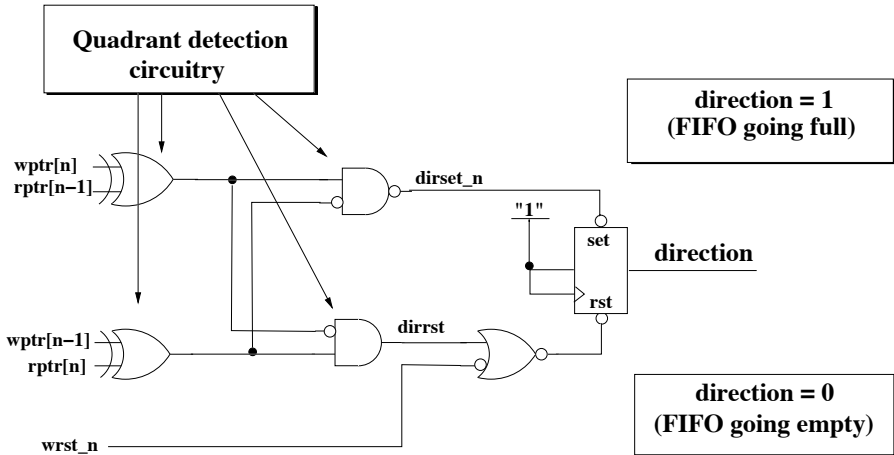 Quadrant detection
circuitry
direction = 1
(FIFO going full)
wptr[n]
rptr[n−1]
dirset_n
"1"
set
direction
rst
wptr[n−1]
rptr[n]
dirrst
direction = 0
(FIFO going empty)
wrst_n